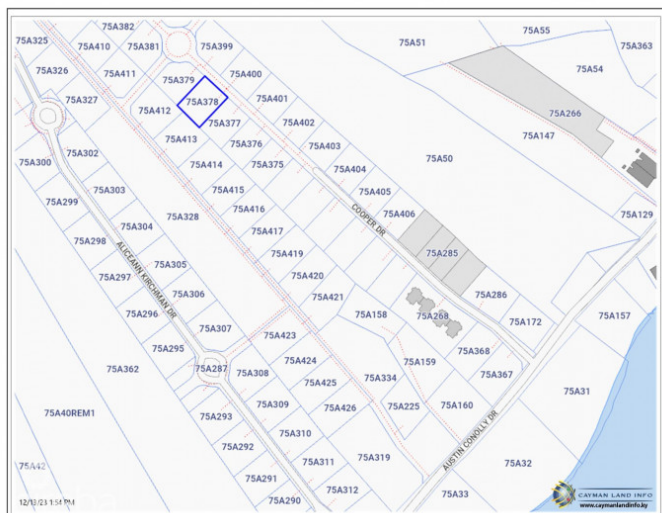 75A382
75A325
75A410
75A381
75A399
75A51
75A55
75A363
75A326
75A411
75A379
75A400
75A54
75A327
75A412
75A378
75A401
75A266
75A377
75A402
75A413
75A376
75A403
75A147
75A302
75A300
75A414
75A375
75A404
75A50
75A303
75A415
75A405
75A299
75A328
75A416
75A406
75A129
75A304
75A417
COOPER DR
75A298
ALICEANN KIRCHMAN DR
75A419
75A285
75A297
75A305
75A420
75A306
75A421
75A286
75A296
75A158
75A268
75A172
75A157
75A307
75A423
75A295
75A368
75A362
75A287
75A308
75A424
75A159
75A367
75A425
75A334
75A31
75A309
75A426
75A225
75A160
75A40REM1
75A293
75A310
AUSTIN CONOLLY DR
75A292
75A311
75A319
75A32
75A42
75A291
75A312
75A33
75A290
CAYMAN LAND INFO
www.caymanlandinfo.ky